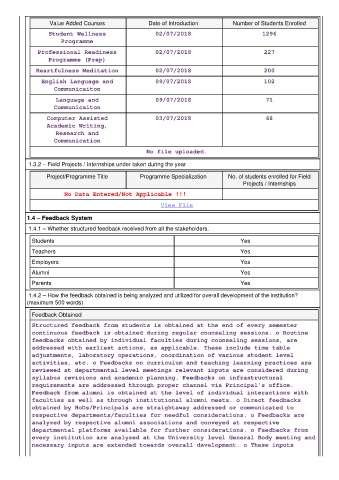 Value Added Courses Date of Introduction Number of Students Enrolled
Student Wellness Programme 02/07/2018 1296
Professional Readiness Programme (Prep) 02/07/2018 227
Heartfulness Meditation 02/07/2018 200
English Language and Communicaiton 09/07/2018 102
Language and Communicaiton 09/07/2018 71
Computer Assisted Academic Writing, Research and Communication 03/07/2018 68
No file uploaded.
1.3.2 – Field Projects / Internships under taken during the year
Project/Programme Title Programme Specialization No. of students enrolled for Field Projects / Internships
No Data Entered/Not Applicable !!!
View File
1.4 – Feedback System
1.4.1 – Whether structured feedback received from all the stakeholders.
Students Yes
Teachers Yes
Employers Yes
Alumni Yes
Parents Yes
1.4.2 – How the feedback obtained is being analyzed and utilized for overall development of the institution?
(maximum 500 words)
Feedback Obtained
Structured feedback from students is obtained at the end of every semester
continuous feedback is obtained during regular counseling sessions. o Routine
feedbacks obtained by individual faculties during counseling sessions, are
addressed with earliest actions, as applicable. These include time table
adjustments, laboratory operations, coordination of various student level
activities, etc. o Feedbacks on curriculum and teaching learning practices are
reviewed at departmental level meetings relevant inputs are considered during
syllabus revisions and academic planning. Feedbacks on infrastructural
requirements are addressed through proper channel via Principal's office.
Feedback from alumni is obtained at the level of individual interactions with
faculties as well as through institutional alumni meets. o Direct feedbacks
obtained by HoDs/Principals are straightaway addressed or communicated to
respective departments/faculties for needful considerations. o Feedbacks are
analysed by respective alumni associations and conveyed at respective
departmental platforms available for further considerations. o Feedbacks from
every institution are analysed at the University level General Body meeting and
necessary inputs are extended towards overall development. o These inputs